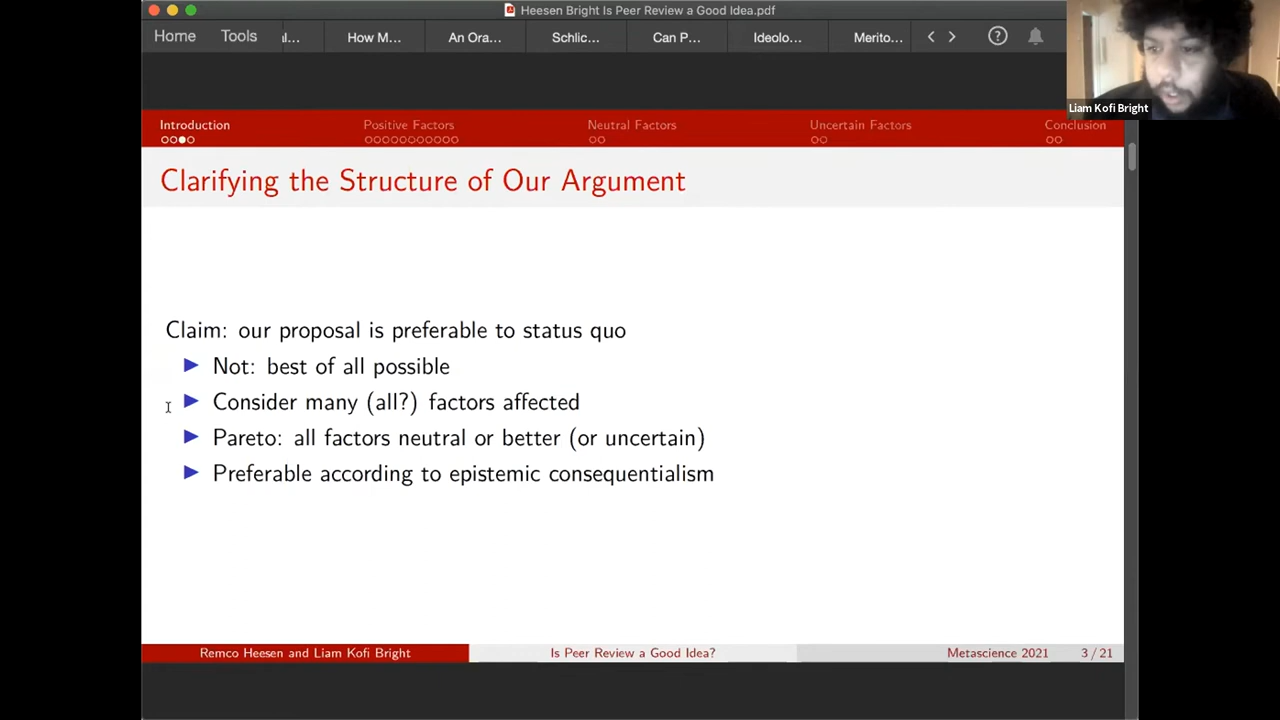 Heesen Bright Is Peer Review a Good Idea.pdf
Home Tools l... How M... An Ora... Schlic... Can P... Ideolo... Merito...
Liam Kofi Bright
Introduction Positive Factors Neutral Factors Uncertain Factors Conclusion
Clarifying the Structure of Our Argument
Claim: our proposal is preferable to status quo
Not: best of all possible
Consider many (all?) factors affected
Pareto: all factors neutral or better (or uncertain)
Preferable according to epistemic consequentialism
Remco Heesen and Liam Kofi Bright Is Peer Review a Good Idea? Metascience 2021 3 / 21